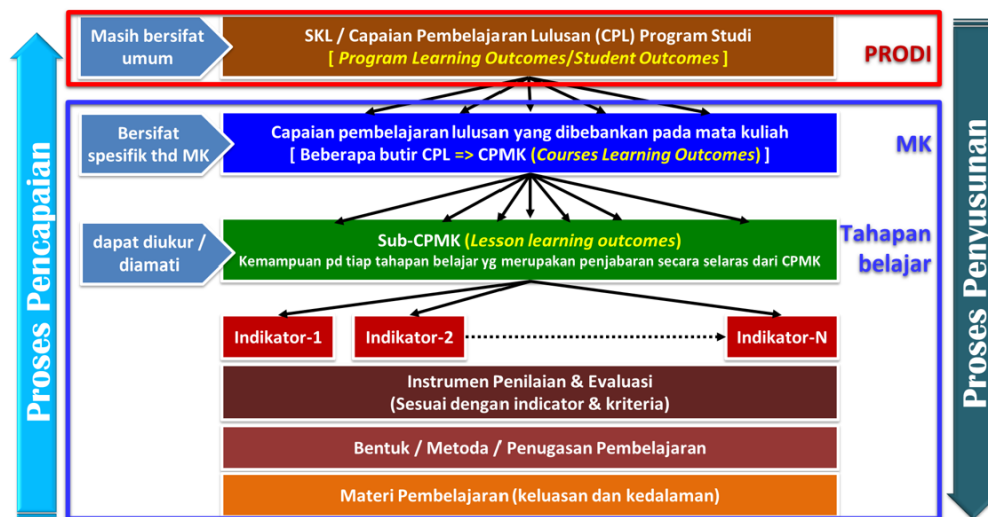 Proses Pencapaian
Masih bersifat
umum
SKL / Capaian Pembelajaran Lulusan (CPL) Program Studi
[ Program Learning Outcomes/Student Outcomes ]
PRODI
Bersifat
spesifik thd MK
Capaian pembelajaran lulusan yang dibebankan pada mata kuliah
[ Beberapa butir CPL => CPMK (Courses Learning Outcomes) ]
MK
dapat diukur /
diamati
Sub-CPMK (Lesson learning outcomes)
Kemampuan pd tiap tahapan belajar yg merupakan penjabaran secara selaras dari CPMK
Tahapan
belajar
Indikator-1
Indikator-2
Indikator-N
Instrumen Penilaian & Evaluasi
(Sesuai dengan indicator & kriteria)
Bentuk / Metoda / Penugasan Pembelajaran
Materi Pembelajaran (keluasan dan kedalaman)
Proses Penyusunan